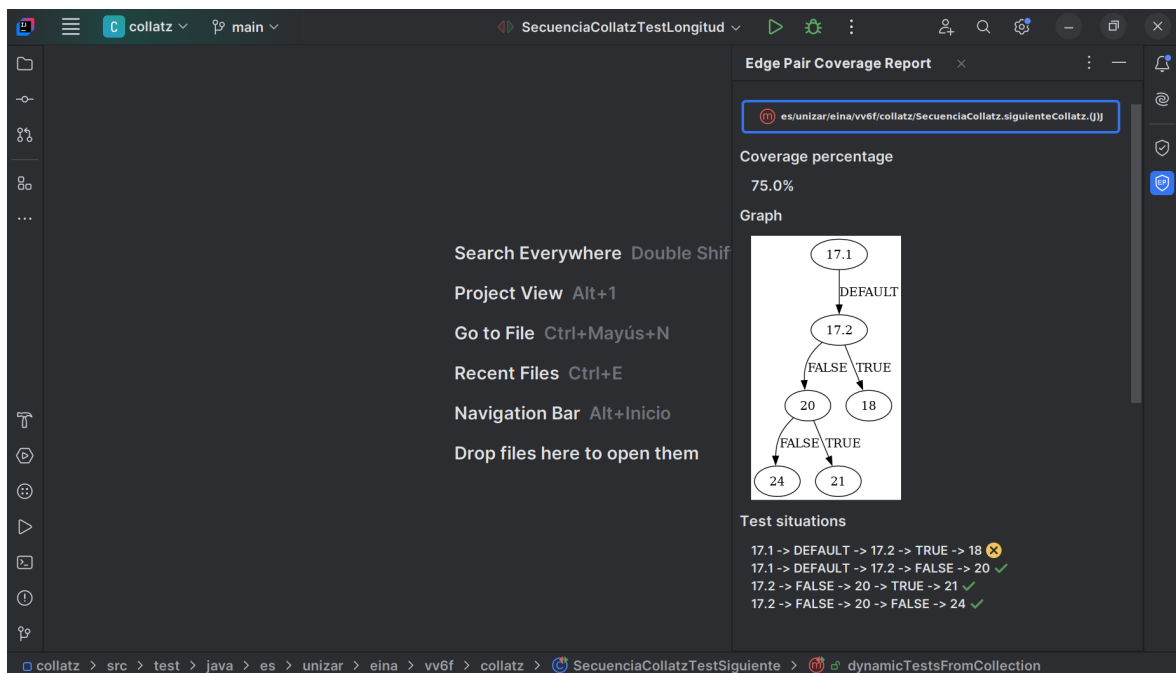 C collatz main SecuenciaCollatzTestLongitud
Edge Pair Coverage Report
m es/unizar/eina/vv6f/collatz/SecuenciaCollatz.siguienteCollatz.(J)J
Coverage percentage
75.0%
Graph
17.1
DEFAULT
17.2
FALSE TRUE
20 18
FALSE TRUE
24 21
Search Everywhere Double Shif
Project View Alt+1
Go to File Ctrl+Mayús+N
Recent Files Ctrl+E
Navigation Bar Alt+Inicio
Drop files here to open them
Test situations
17.1 -> DEFAULT -> 17.2 -> TRUE -> 18
17.1 -> DEFAULT -> 17.2 -> FALSE -> 20
17.2 -> FALSE -> 20 -> TRUE -> 21
17.2 -> FALSE -> 20 -> FALSE -> 24
EP
collatz > src > test > java > es > unizar > eina > vv6f > collatz > SecuenciaCollatzTestSiguiente > dynamicTestsFromCollection